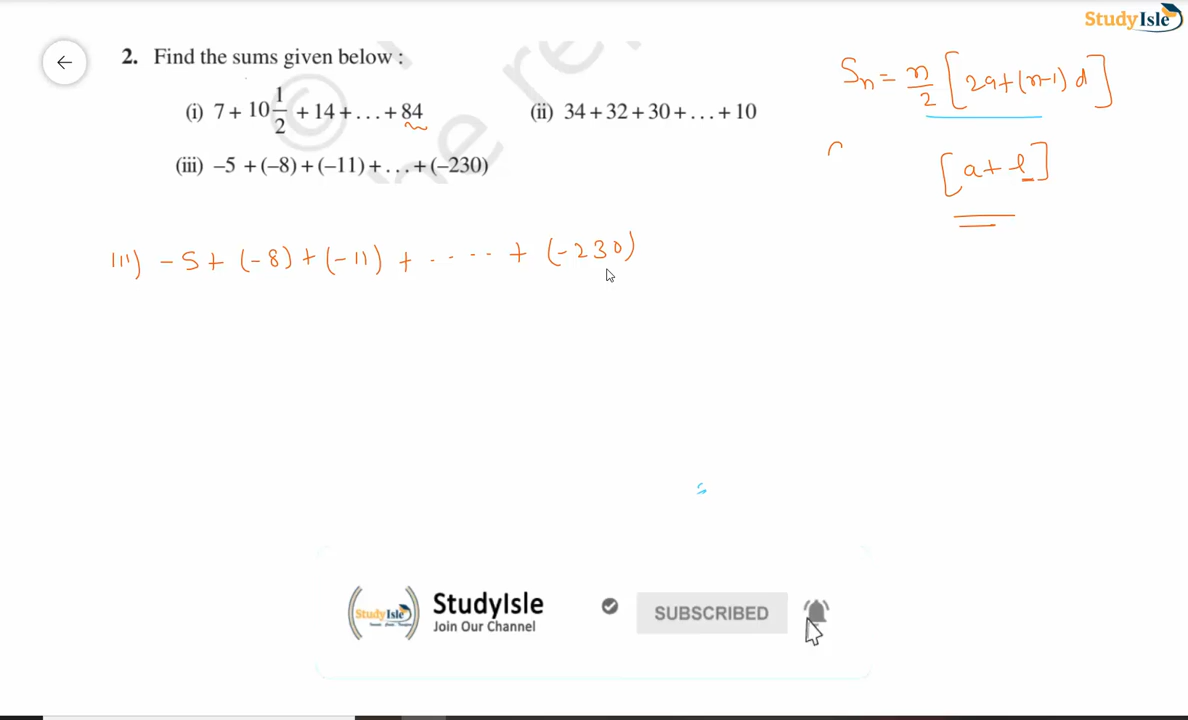 StudyIsle
2. Find the sums given below :
(i) 7 + 10 1/2 + 14 + . . . + 84
(ii) 34 + 32 + 30 + . . . + 10
(iii) –5 + (–8) + (–11) + . . . + (–230)
Sn = n/2 [2a + (n-1) d]
[a + l]
iii) -5 + (-8) + (-11) + ..... + (-230)
StudyIsle
StudyIsle
Join Our Channel
SUBSCRIBED